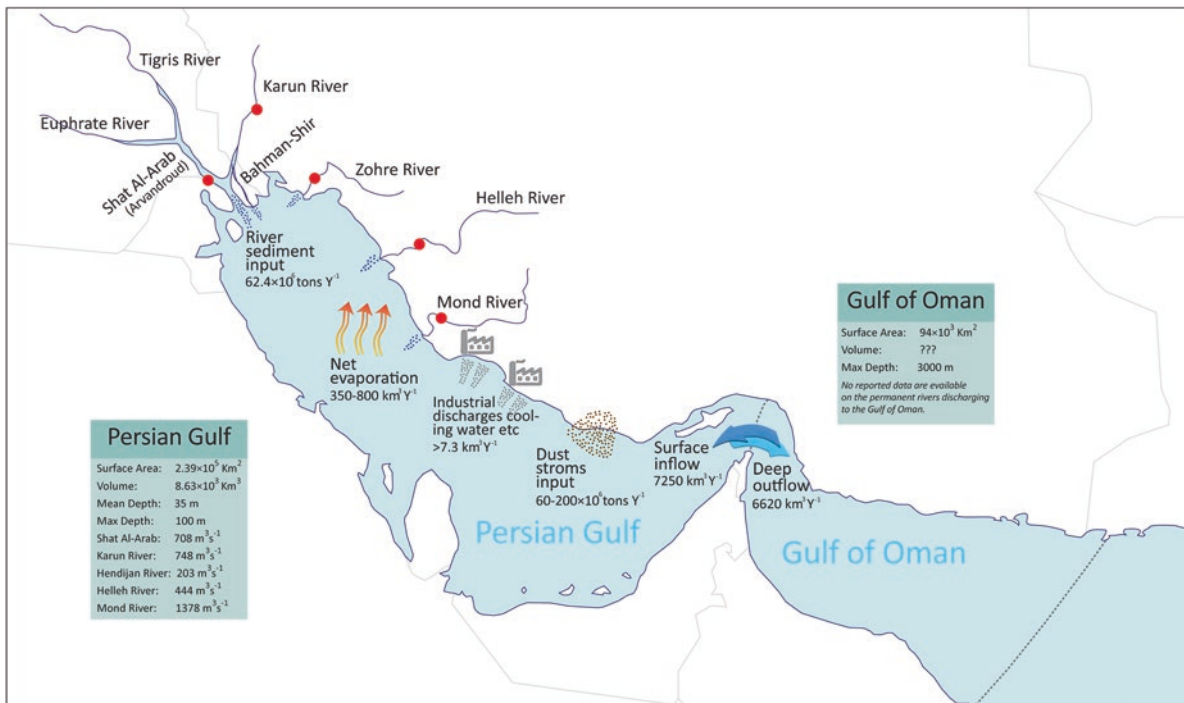 Tigris River
Karun River
Euphrate River
Bahman-Shir
Shat Al-Arab
(Arvandroud)
Zohre River
Helleh River
River
sediment
input
62.4×10⁶ tons Y⁻¹
Mond River
Net
evaporation
350-800 km³Y⁻¹
Industrial
discharges cool-
ing water etc
>7.3 km³Y⁻¹
Dust
stroms
input
60-200×10⁶ tons Y⁻¹
Surface
inflow
7250 km³Y⁻¹
Deep
outflow
6620 km³Y⁻¹
Persian Gulf
Gulf of Oman
Gulf of Oman
Surface Area: 94×10³ Km²
Volume: ???
Max Depth: 3000 m
No reported data are available
on the permanent rivers discharging
to the Gulf of Oman.
Persian Gulf
Surface Area: 2.39×10⁵ Km²
Volume: 8.63×10³ Km³
Mean Depth: 35 m
Max Depth: 100 m
Shat Al-Arab: 708 m³s⁻¹
Karun River: 748 m³s⁻¹
Hendijan River: 203 m³s⁻¹
Helleh River: 444 m³s⁻¹
Mond River: 1378 m³s⁻¹